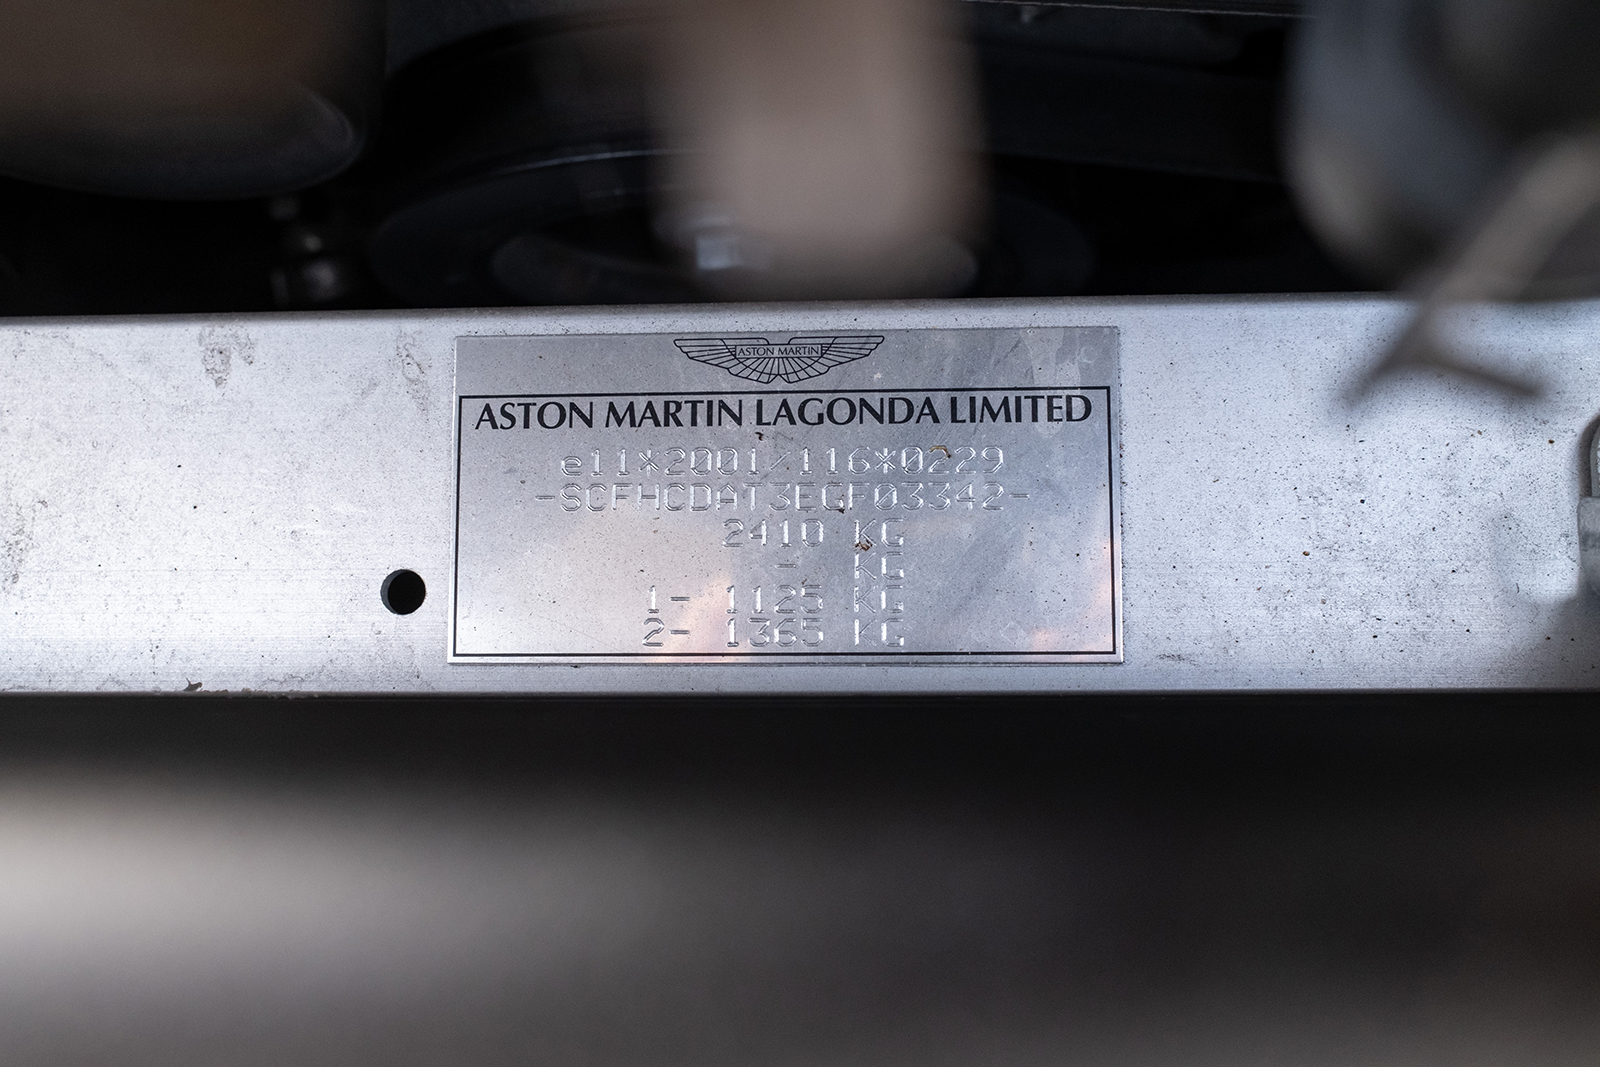 ASTON MARTIN
ASTON MARTIN LAGONDA LIMITED
e11*2001/116*0229
-SCFHCDAT3EGF03342-
2410 KG
- KG
1- 1125 KG
2- 1365 KG